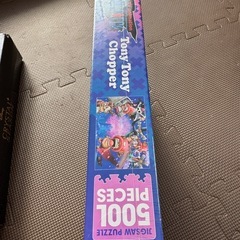 Tony Tony
Chopper
JIGSAW PUZZLE
500L
PIECES